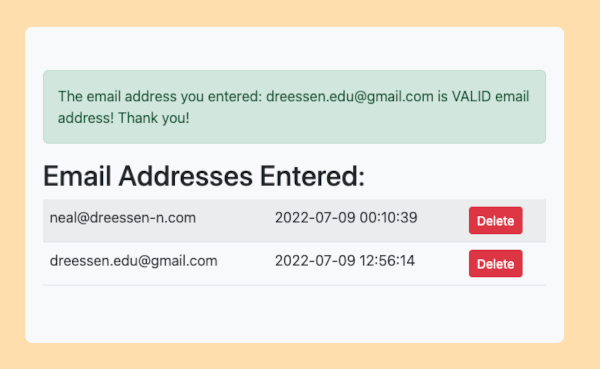 The email address you entered: dreessen.edu@gmail.com is VALID email
address! Thank you!
Email Addresses Entered:
neal@dreessen-n.com 2022-07-09 00:10:39 Delete
dreessen.edu@gmail.com 2022-07-09 12:56:14 Delete